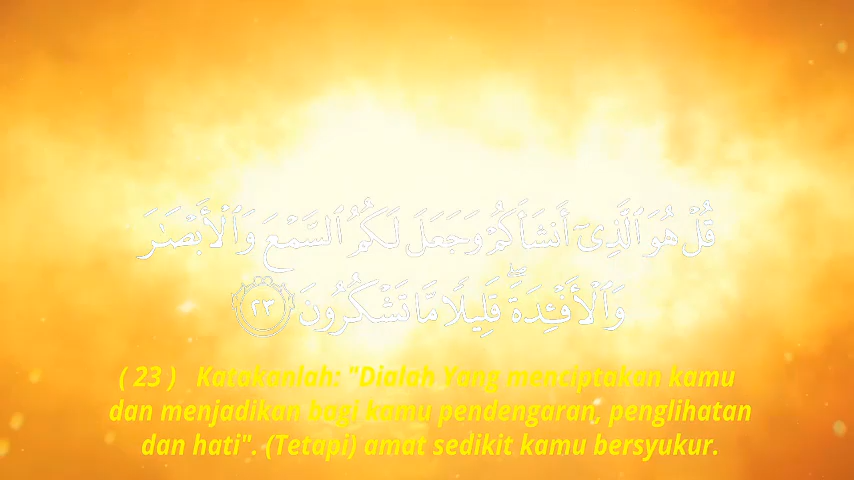 قُلْ هُوَ ٱلَّذِىٓ أَنشَأَكُمْ وَجَعَلَ لَكُمُ ٱلسَّمْعَ وَٱلْأَبْصَٰرَ
وَٱلْأَفْـِٔدَةَ ۖ قَلِيلًا مَّا تَشْكُرُونَ ٢٣
( 23 ) Katakanlah: "Dialah Yang menciptakan kamu
dan menjadikan bagi kamu pendengaran, penglihatan
dan hati". (Tetapi) amat sedikit kamu bersyukur.